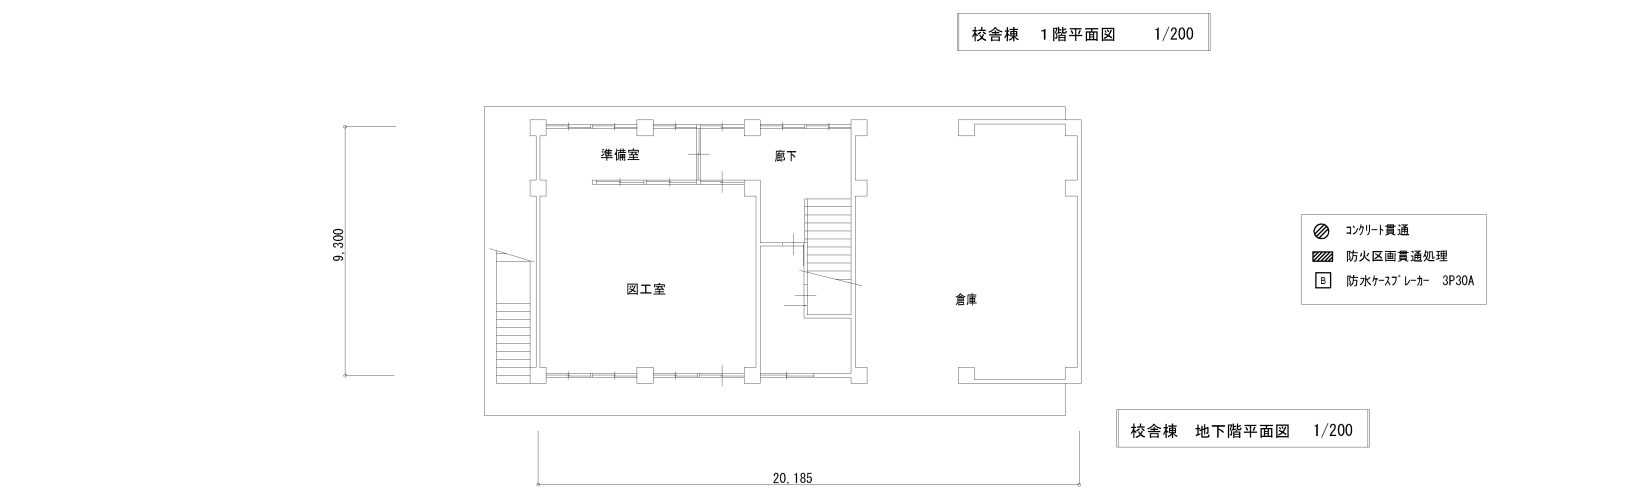 校舎棟　１階平面図　　1/200
準備室
廊下
9,300
コンクリート貫通
防火区画貫通処理
B　防水ケースブレーカー　3P30A
図工室
倉庫
校舎棟　地下階平面図　1/200
20,185